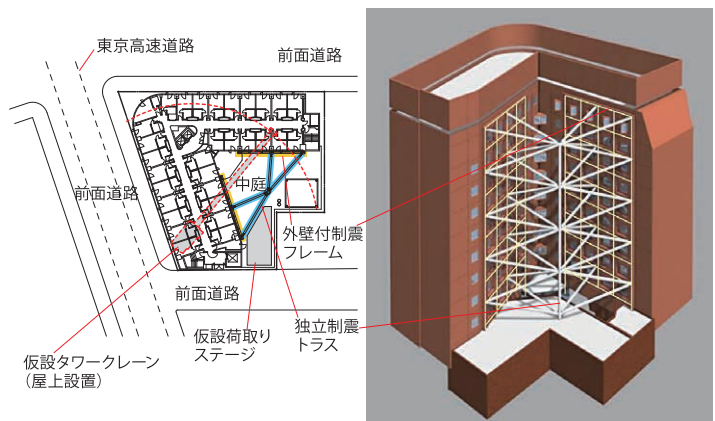 東京高速道路
前面道路
前面道路
中庭
外壁付制震
フレーム
前面道路
仮設荷取り
ステージ
独立制震
トラス
仮設タワークレーン
（屋上設置）